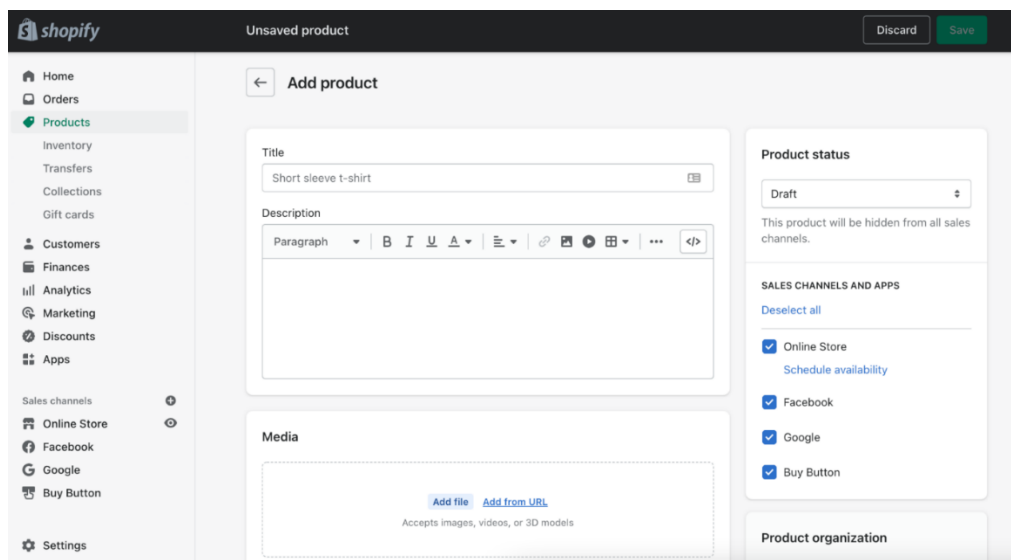 shopify
Unsaved product
Discard
Save
Home
Orders
Products
Inventory
Transfers
Collections
Gift cards
Customers
Finances
Analytics
Marketing
Discounts
Apps
Sales channels
Online Store
Facebook
Google
Buy Button
Settings
Add product
Title
Short sleeve t-shirt
Description
Paragraph
B I U A
</>
Media
Add file Add from URL
Accepts images, videos, or 3D models
Product status
Draft
This product will be hidden from all sales
channels.
SALES CHANNELS AND APPS
Deselect all
Online Store
Schedule availability
Facebook
Google
Buy Button
Product organization